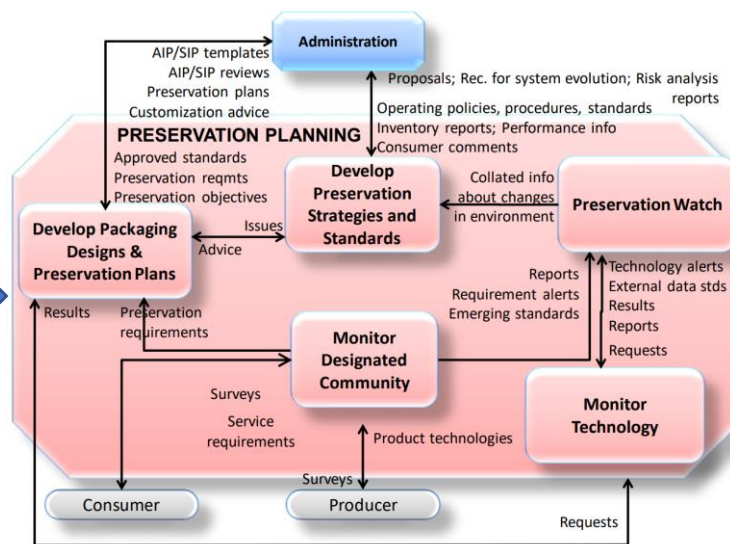 Administration
AIP/SIP templates
AIP/SIP reviews
Preservation plans
Customization advice
Proposals; Rec. for system evolution; Risk analysis
reports
Operating policies, procedures, standards
Inventory reports; Performance info
Consumer comments
PRESERVATION PLANNING
Approved standards
Preservation reqmts
Preservation objectives
Develop
Preservation
Strategies and
Standards
Collated info
about changes
in environment
Preservation Watch
Develop Packaging
Designs &
Preservation Plans
Issues
Advice
Reports
Requirement alerts
Emerging standards
Technology alerts
External data stds
Results
Reports
Requests
Results
Preservation
requirements
Monitor
Designated
Community
Monitor
Technology
Surveys
Service
requirements
Product technologies
Surveys
Consumer
Producer
Requests